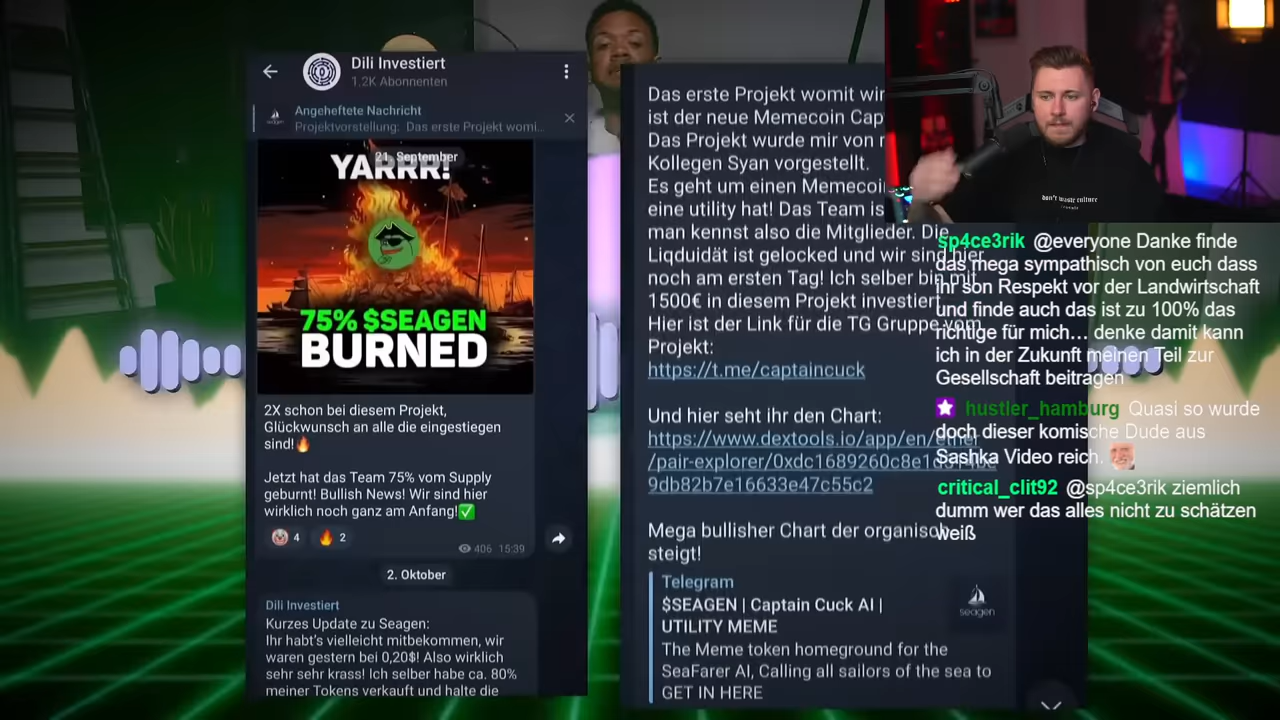 Dili Investiert
1.2K Abonnenten
Angeheftete Nachricht
Projektvorstellung: Das erste Projekt womi...
21. September
YARRR!
75% $SEAGEN
BURNED
2X schon bei diesem Projekt,
Glückwunsch an alle die eingestiegen
sind!🔥
Jetzt hat das Team 75% vom Supply
geburnt! Bullish News! Wir sind hier
wirklich noch ganz am Anfang!✅
🤡 4 🔥 2
406 15:39
2. Oktober
Dili Investiert
Kurzes Update zu Seagen:
Ihr habt's vielleicht mitbekommen, wir
waren gestern bei 0,20$! Also wirklich
sehr sehr krass! Ich selber habe ca. 80%
meiner Tokens verkauft und halte die
Das erste Projekt womit wir
ist der neue Memecoin Cap
Das Projekt wurde mir von
Kollegen Syan vorgestellt.
Es geht um einen Memecoin
eine utility hat! Das Team is
man kennst also die Mitglieder. Die
Liqduidät ist gelocked und wir sind hier
noch am ersten Tag! Ich selber bin mit
1500€ in diesem Projekt investiert.
Hier ist der Link für die TG Gruppe vom
Projekt:
https://t.me/captaincuck
Und hier seht ihr den Chart:
https://www.dextools.io/app/en/ether
/pair-explorer/0xdc1689260c8e1d
9db82b7e16633e47c55c2
Mega bullisher Chart der organisch
steigt!
Telegram
$SEAGEN | Captain Cuck AI |
UTILITY MEME
The Meme token homeground for the
SeaFarer AI, Calling all sailors of the sea to
GET IN HERE
seagen
don't waste culture
sp4ce3rik @everyone Danke finde
das mega sympathisch von euch dass
ihr son Respekt vor der Landwirtschaft
und finde auch das ist zu 100% das
richtige für mich... denke damit kann
ich in der Zukunft meinen Teil zur
Gesellschaft beitragen
hustler_hamburg Quasi so wurde
doch dieser komische Dude aus
Sashka Video reich.
critical_clit92 @sp4ce3rik ziemlich
dumm wer das alles nicht zu schätzen
weiß